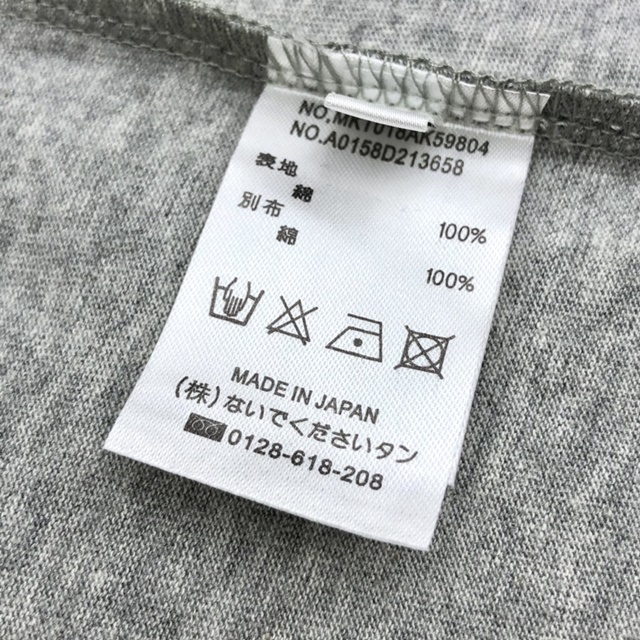 NO.MK7018AK59804
NO.A0158D213658
表地
綿 100%
別布
綿 100%
MADE IN JAPAN
(株)ないでくださいタン
0128-618-208